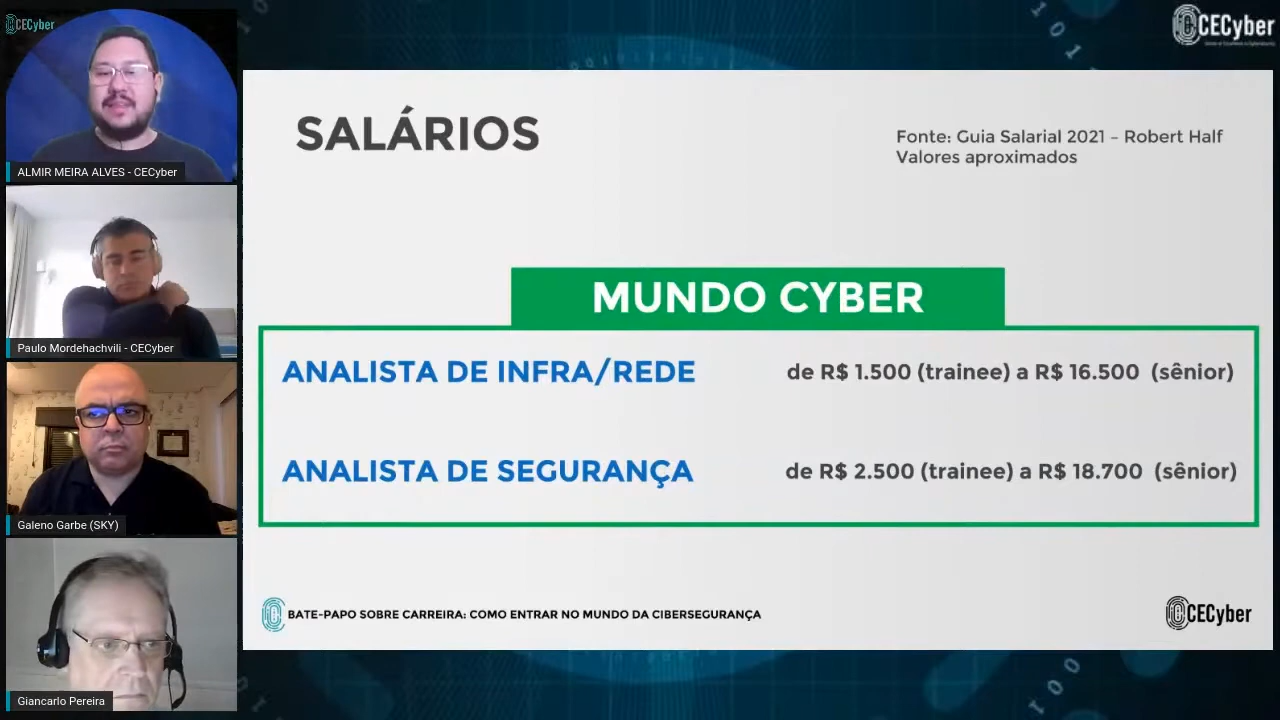 CECyber
ALMIR MEIRA ALVES - CECyber
Paulo Mordehachvili - CECyber
Galeno Garbe (SKY)
Giancarlo Pereira
CECyber
SALÁRIOS
Fonte: Guia Salarial 2021 – Robert Half
Valores aproximados
MUNDO CYBER
ANALISTA DE INFRA/REDE de R$ 1.500 (trainee) a R$ 16.500 (sênior)
ANALISTA DE SEGURANÇA de R$ 2.500 (trainee) a R$ 18.700 (sênior)
BATE-PAPO SOBRE CARREIRA: COMO ENTRAR NO MUNDO DA CIBERSEGURANÇA
CECyber